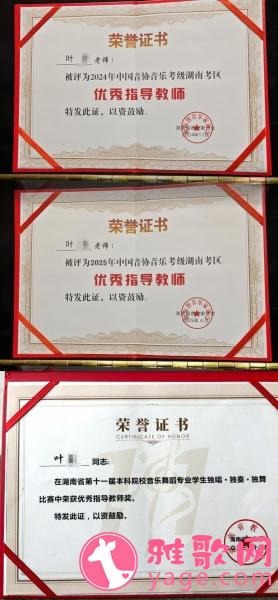 荣誉证书
叶 老师：
被评为2024年中国音协音乐考级湖南考区
优秀指导教师
特发此证，以资鼓励。
荣誉证书
叶 老师：
被评为2025年中国音协音乐考级湖南考区
优秀指导教师
特发此证，以资鼓励。
荣誉证书
CERTIFICATE OF HONOR
叶 同志：
在湖南省第十一届本科院校音乐舞蹈专业学生独唱·独奏·独舞
比赛中荣获优秀指导教师奖。
特发此证，以资鼓励。
雅歌网
yage.com